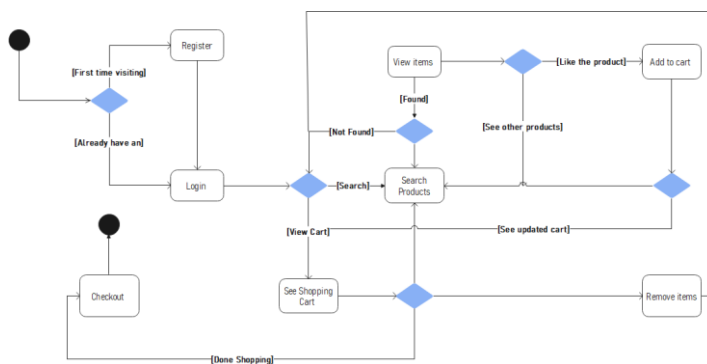 Register
View items
[Like the product]
Add to cart
[First time visiting]
[Found]
[See other products]
[Not Found]
[Already have an]
Login
[Search]
Search
Products
[View Cart]
[See updated cart]
See Shopping
Cart
Checkout
Remove items
[Done Shopping]